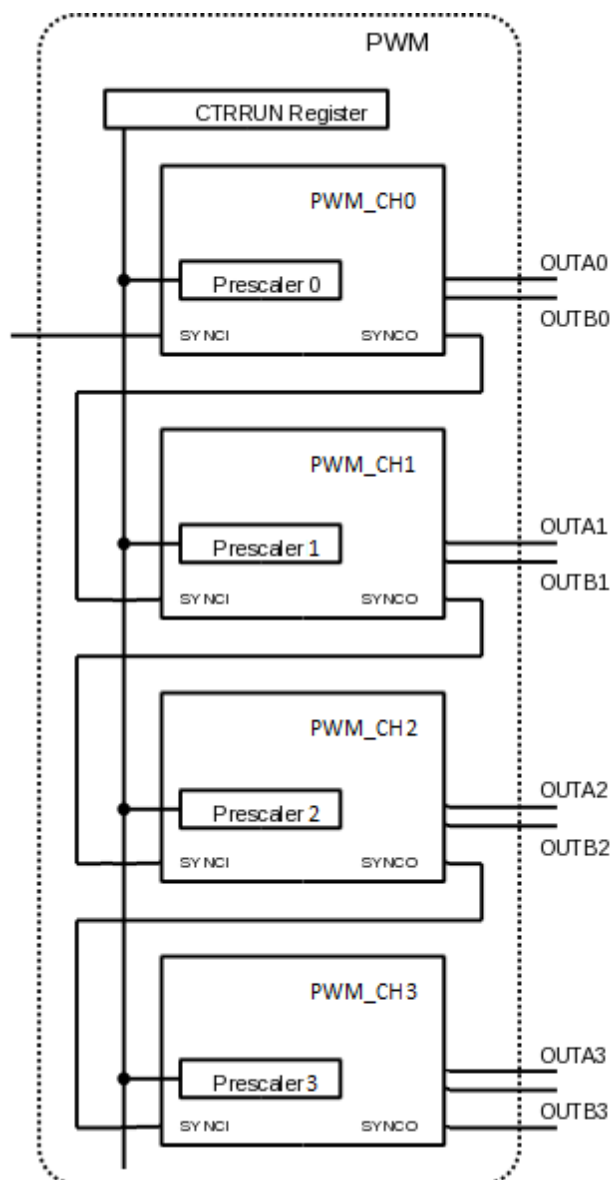 PWM
CTRRUN Register
PWM_CH0
Prescaler 0
OUTA0
OUTB0
SYNCI SYNCO
PWM_CH1
Prescaler 1
OUTA1
OUTB1
SYNCI SYNCO
PWM_CH2
Prescaler 2
OUTA2
OUTB2
SYNCI SYNCO
PWM_CH3
Prescaler 3
OUTA3
OUTB3
SYNCI SYNCO